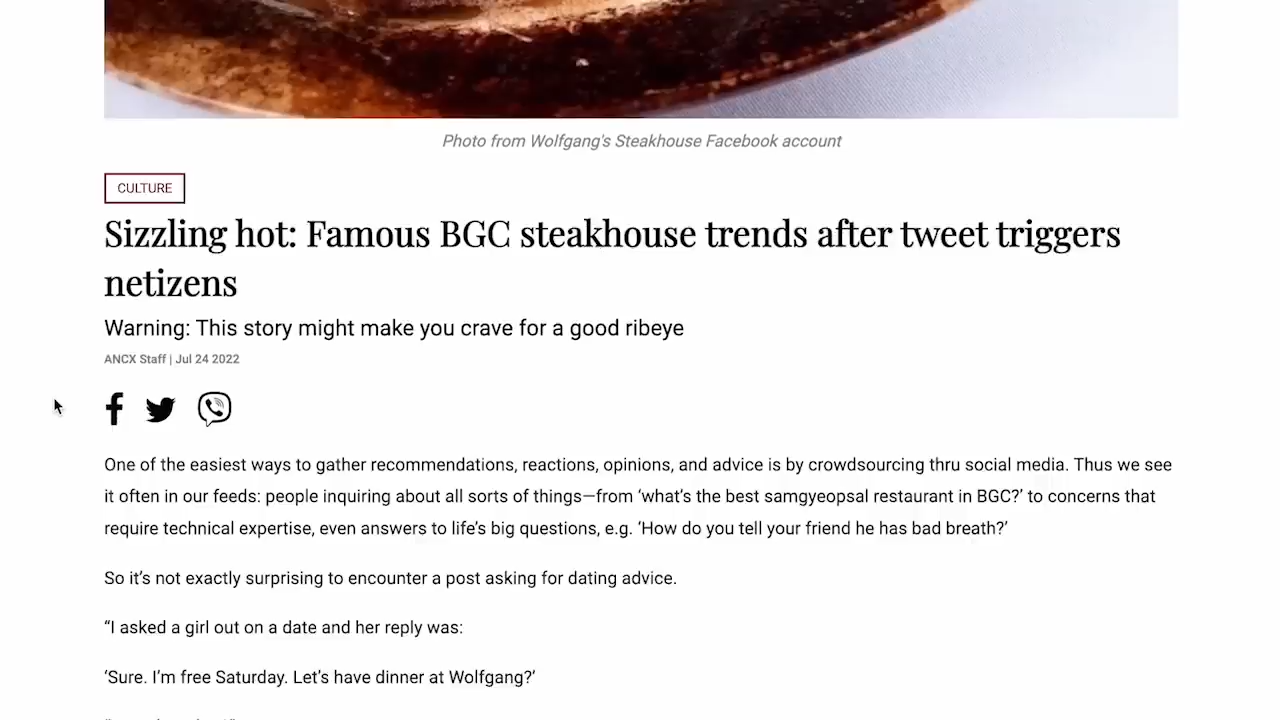 Photo from Wolfgang's Steakhouse Facebook account
CULTURE
Sizzling hot: Famous BGC steakhouse trends after tweet triggers
netizens
Warning: This story might make you crave for a good ribeye
ANCX Staff | Jul 24 2022
One of the easiest ways to gather recommendations, reactions, opinions, and advice is by crowdsourcing thru social media. Thus we see
it often in our feeds: people inquiring about all sorts of things—from ‘what’s the best samgyeopsal restaurant in BGC?’ to concerns that
require technical expertise, even answers to life’s big questions, e.g. ‘How do you tell your friend he has bad breath?’
So it’s not exactly surprising to encounter a post asking for dating advice.
“I asked a girl out on a date and her reply was:
‘Sure. I’m free Saturday. Let’s have dinner at Wolfgang?’